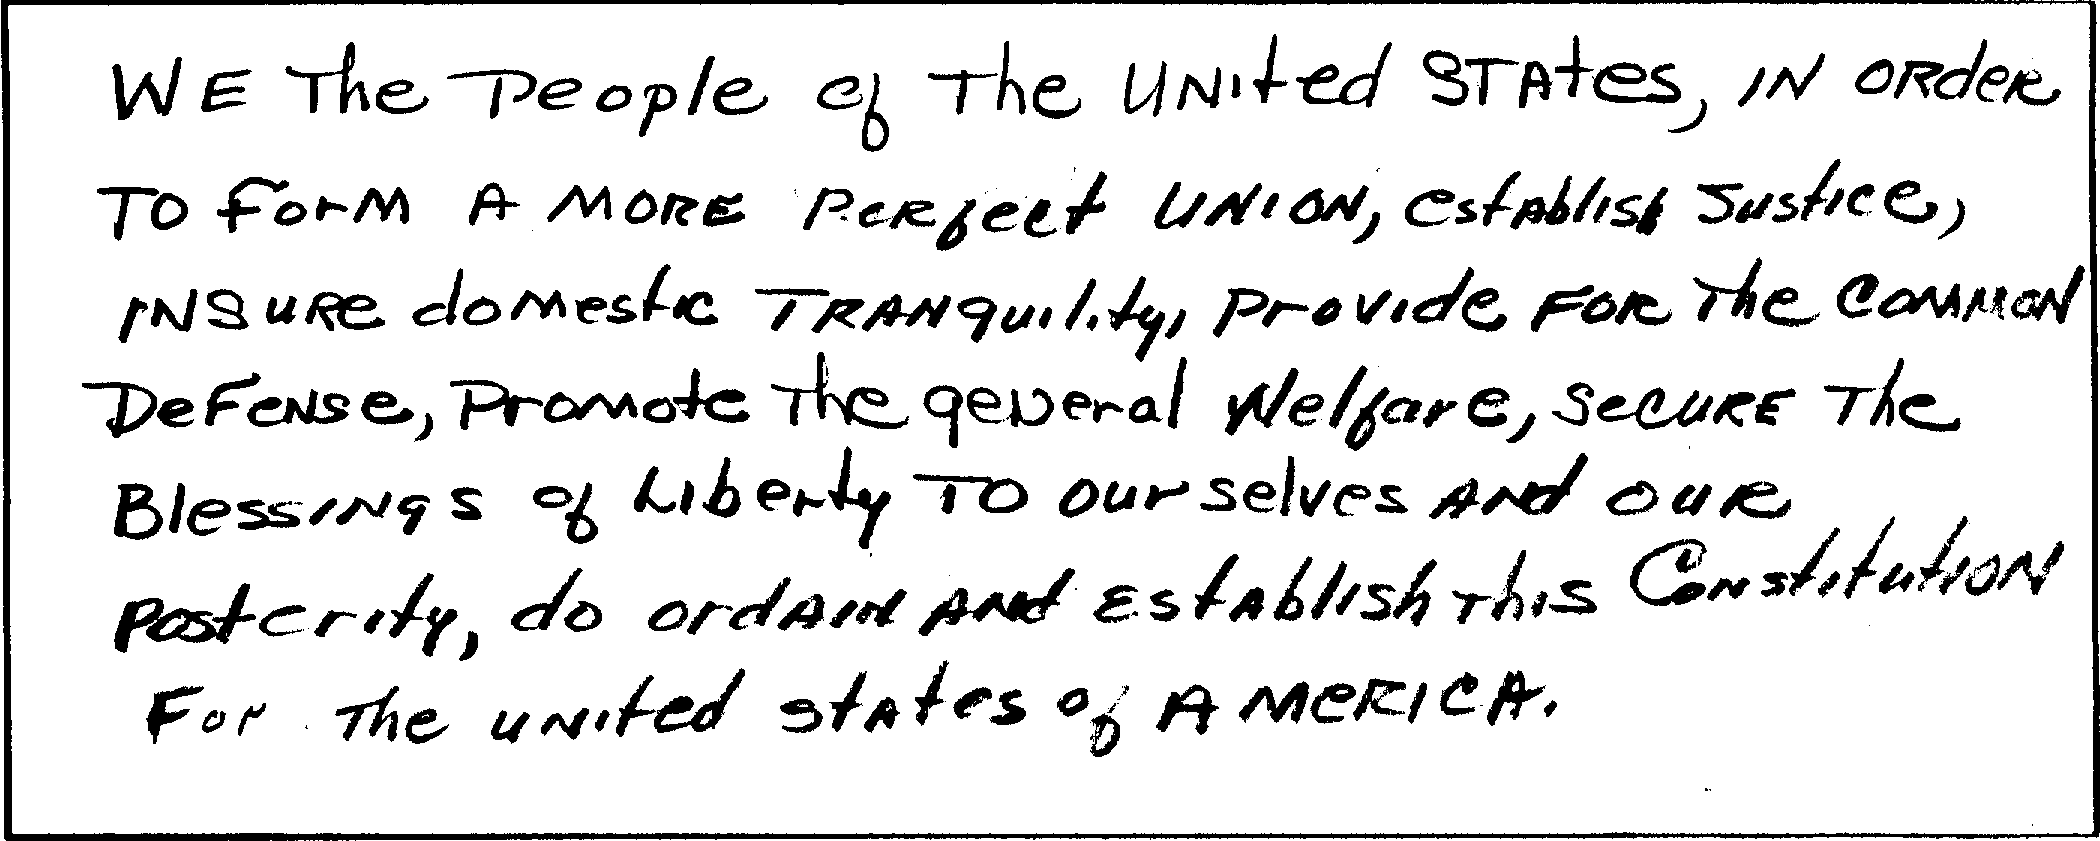 WE The People of The UNited STAtes, IN ORdeR
TO Form A MORE PeRfect UNION, estAblish Justice,
INSURE domestic TRANquility, Provide FOR The COMMON
DeFeNse, Promote The geNeral Welfare, SeCURE The
BlessINgs of Liberty TO ourselves ANd OUR
Posterity, do ordAIN ANd EstAblish This ConstitutION
For The UNited StAtes of AMeRICA.